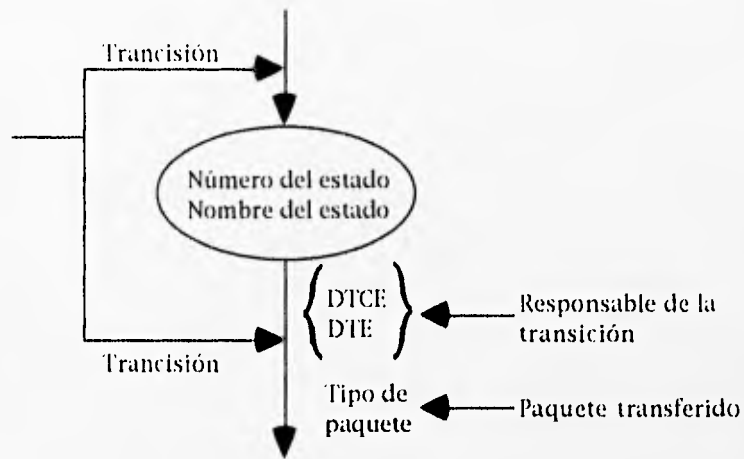 Trancisión
Número del estado
Nombre del estado
DTCE
DTE
Responsable de la
transición
Trancisión
Tipo de
paquete
Paquete transferido